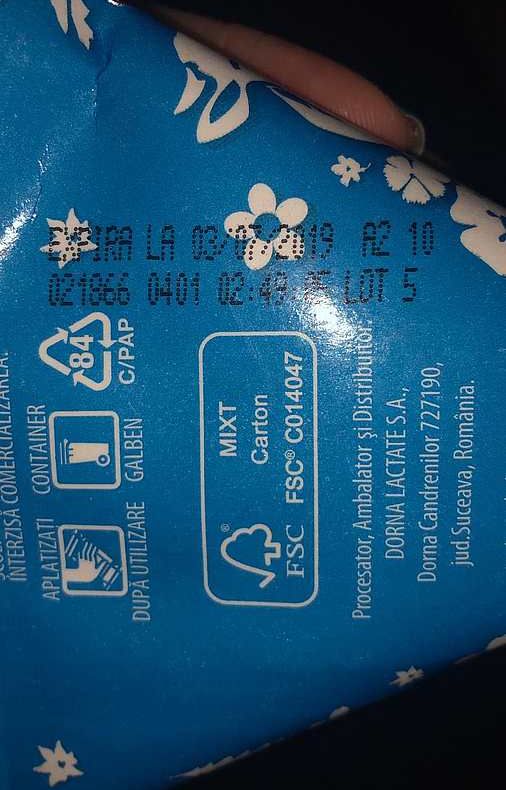 EXPIRA LA 03/07/2019 A2 10
021866 0401 02:49 LOT 5
INTERZISĂ COMERCIALIZAREA.
APLATIZAȚI
DUPĂ UTILIZARE
CONTAINER
GALBEN
84
C/PAP
MIXT
Carton
FSC® C014047
®
FSC
Procesator, Ambalator și Distribuitor:
DORNA LACTATE S.A.,
Dorna Candrenilor 727190,
jud.Suceava, România.